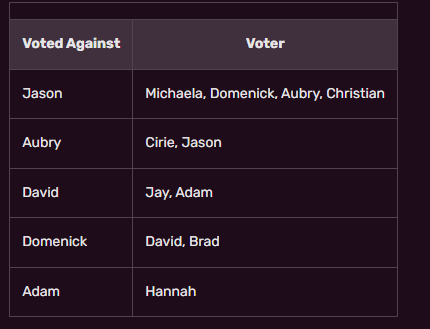 Voted Against Voter
Jason Michaela, Domenick, Aubry, Christian
Aubry Cirie, Jason
David Jay, Adam
Domenick David, Brad
Adam Hannah